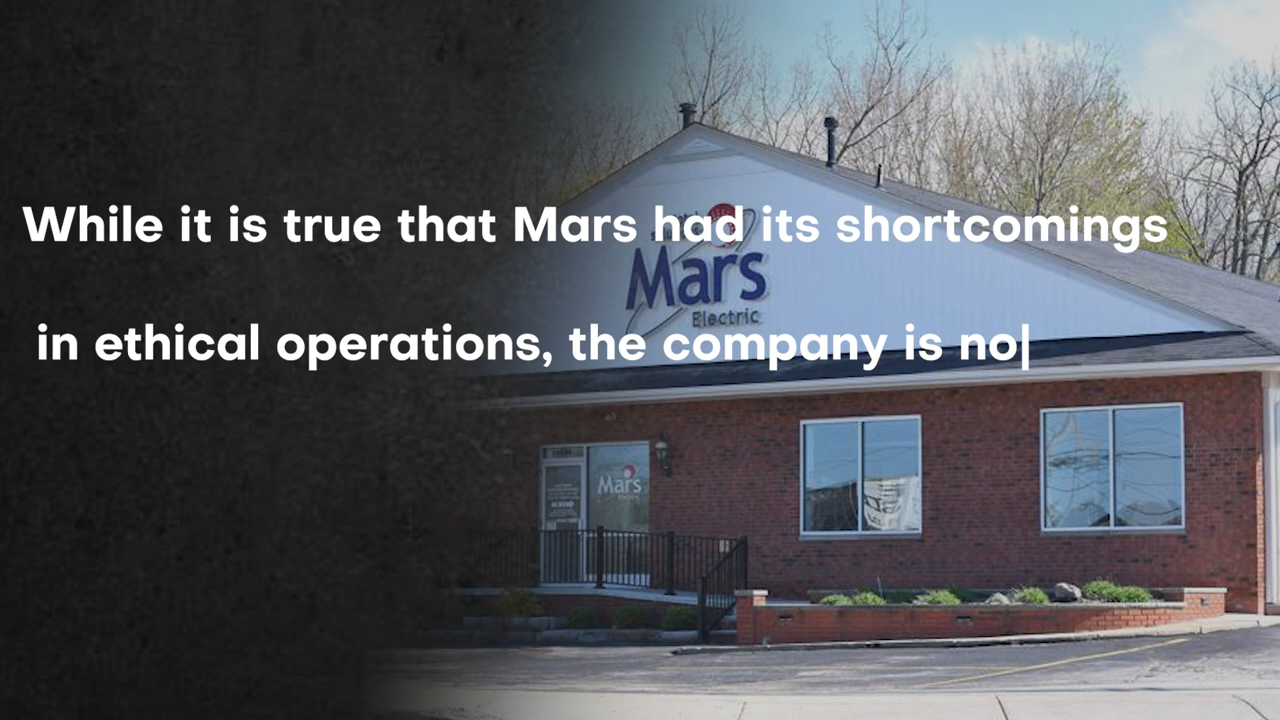 While it is true that Mars had its shortcomings
in ethical operations, the company is no
Mars
Electric
Mars